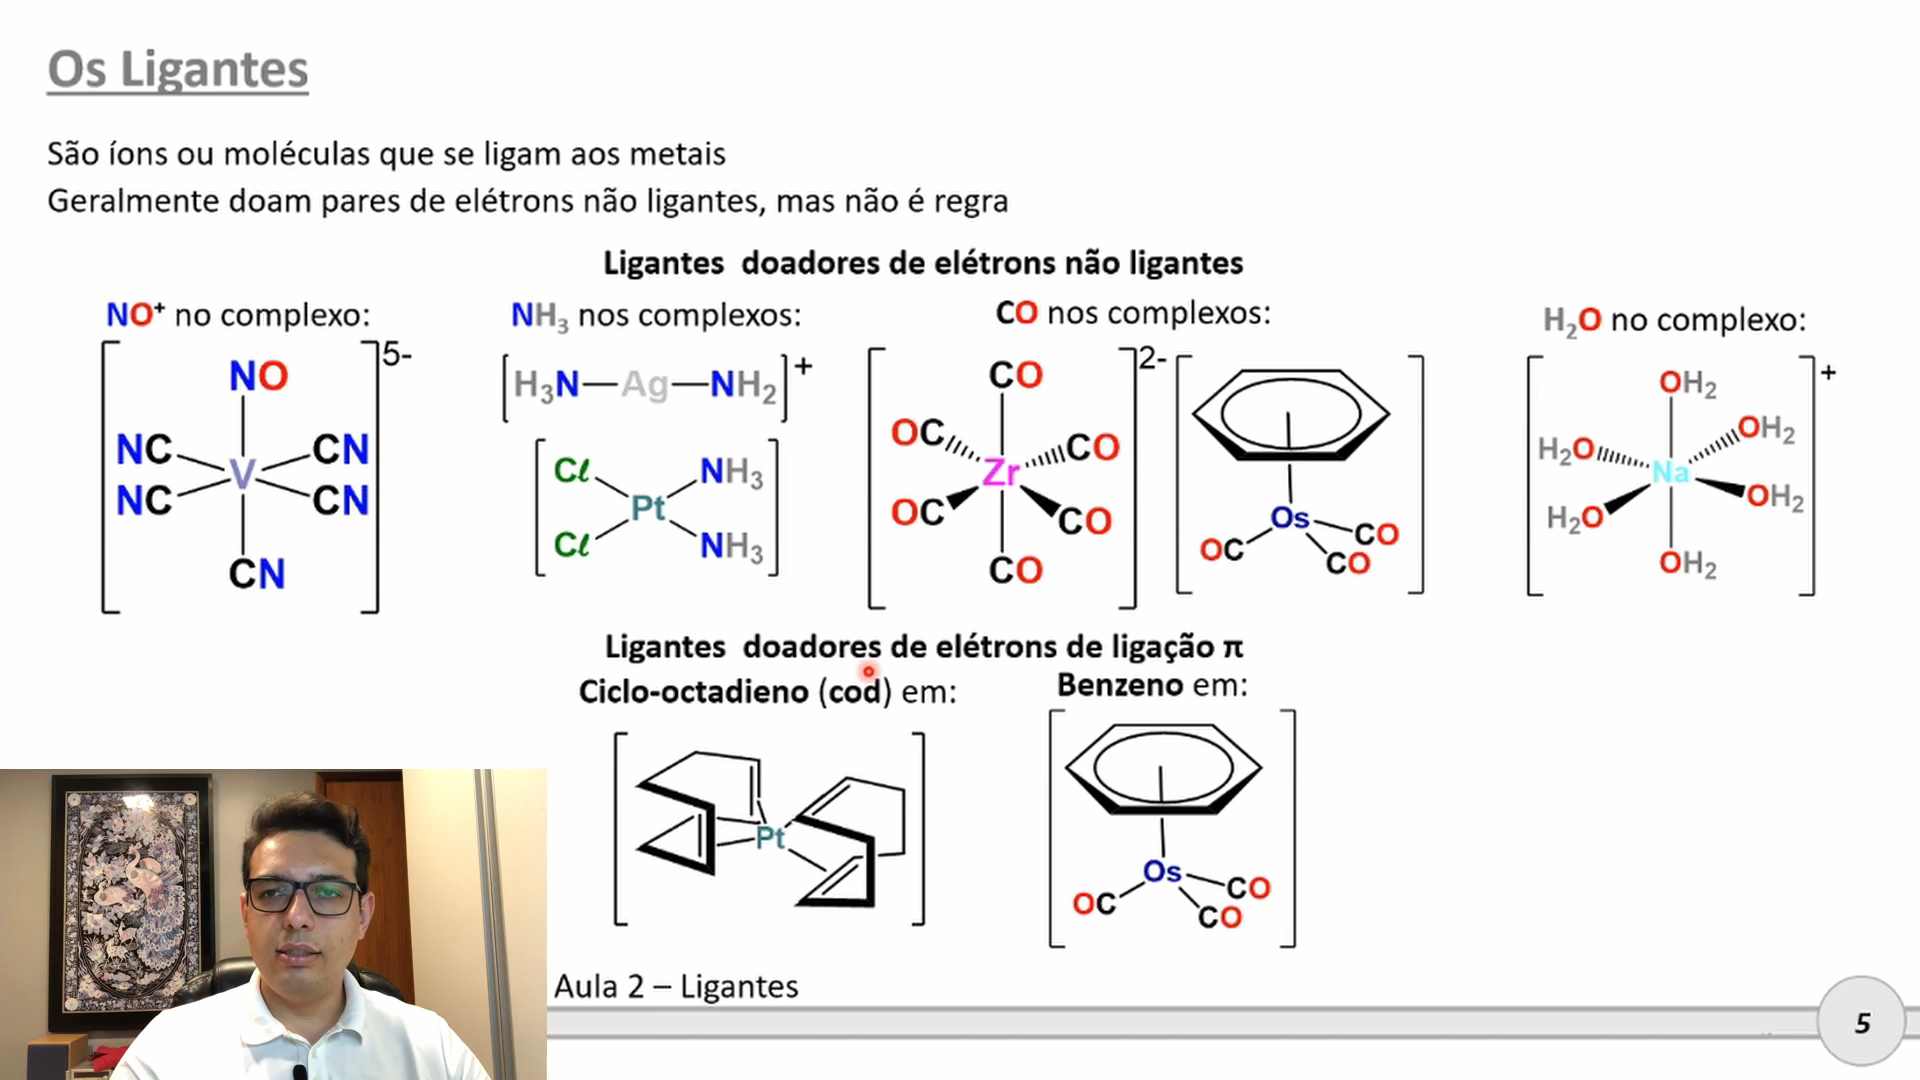 Os Ligantes
São íons ou moléculas que se ligam aos metais
Geralmente doam pares de elétrons não ligantes, mas não é regra
Ligantes doadores de elétrons não ligantes
NO⁺ no complexo:
[
NO
NC CN
V
NC CN
CN
]5-
NH₃ nos complexos:
[H₃N—Ag—NH₂]⁺
Cℓ NH₃
Pt
Cℓ NH₃
CO nos complexos:
[
CO
OC CO
Zr
OC CO
CO
]2-
Os
OC CO
CO
H₂O no complexo:
[
OH₂
H₂O OH₂
Na
H₂O OH₂
OH₂
]+
Ligantes doadores de elétrons de ligação π
Ciclo-octadieno (cod) em:
Pt
Benzeno em:
Os
OC CO
CO
Aula 2 – Ligantes
5